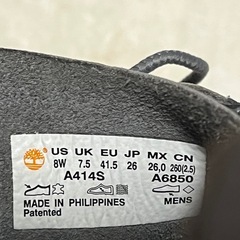 US UK EU JP MX CN
8W 7.5 41.5 26 26,0 260(2.5)
A414S A6850
MADE IN PHILIPPINES MENS
Patented